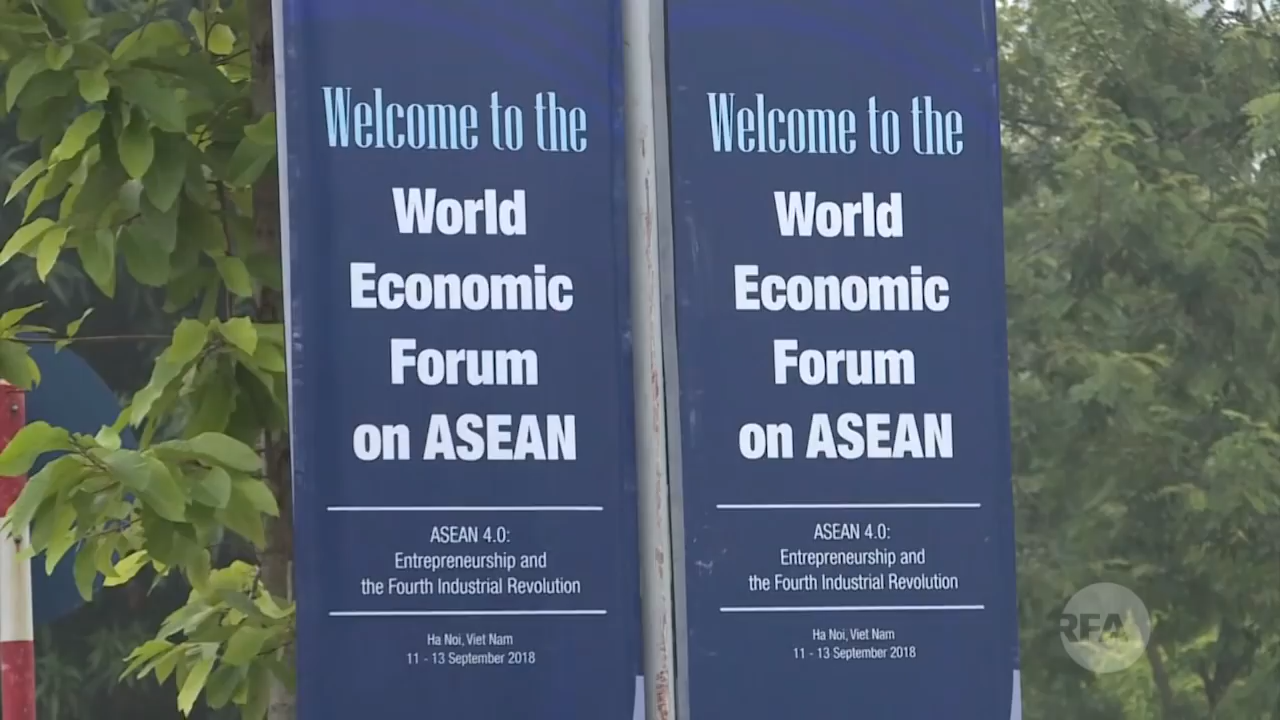 Welcome to the
World
Economic
Forum
on ASEAN
ASEAN 4.0:
Entrepreneurship and
the Fourth Industrial Revolution
Ha Noi, Viet Nam
11 - 13 September 2018
Welcome to the
World
Economic
Forum
on ASEAN
ASEAN 4.0:
Entrepreneurship and
the Fourth Industrial Revolution
Ha Noi, Viet Nam
11 - 13 September 2018
RFA